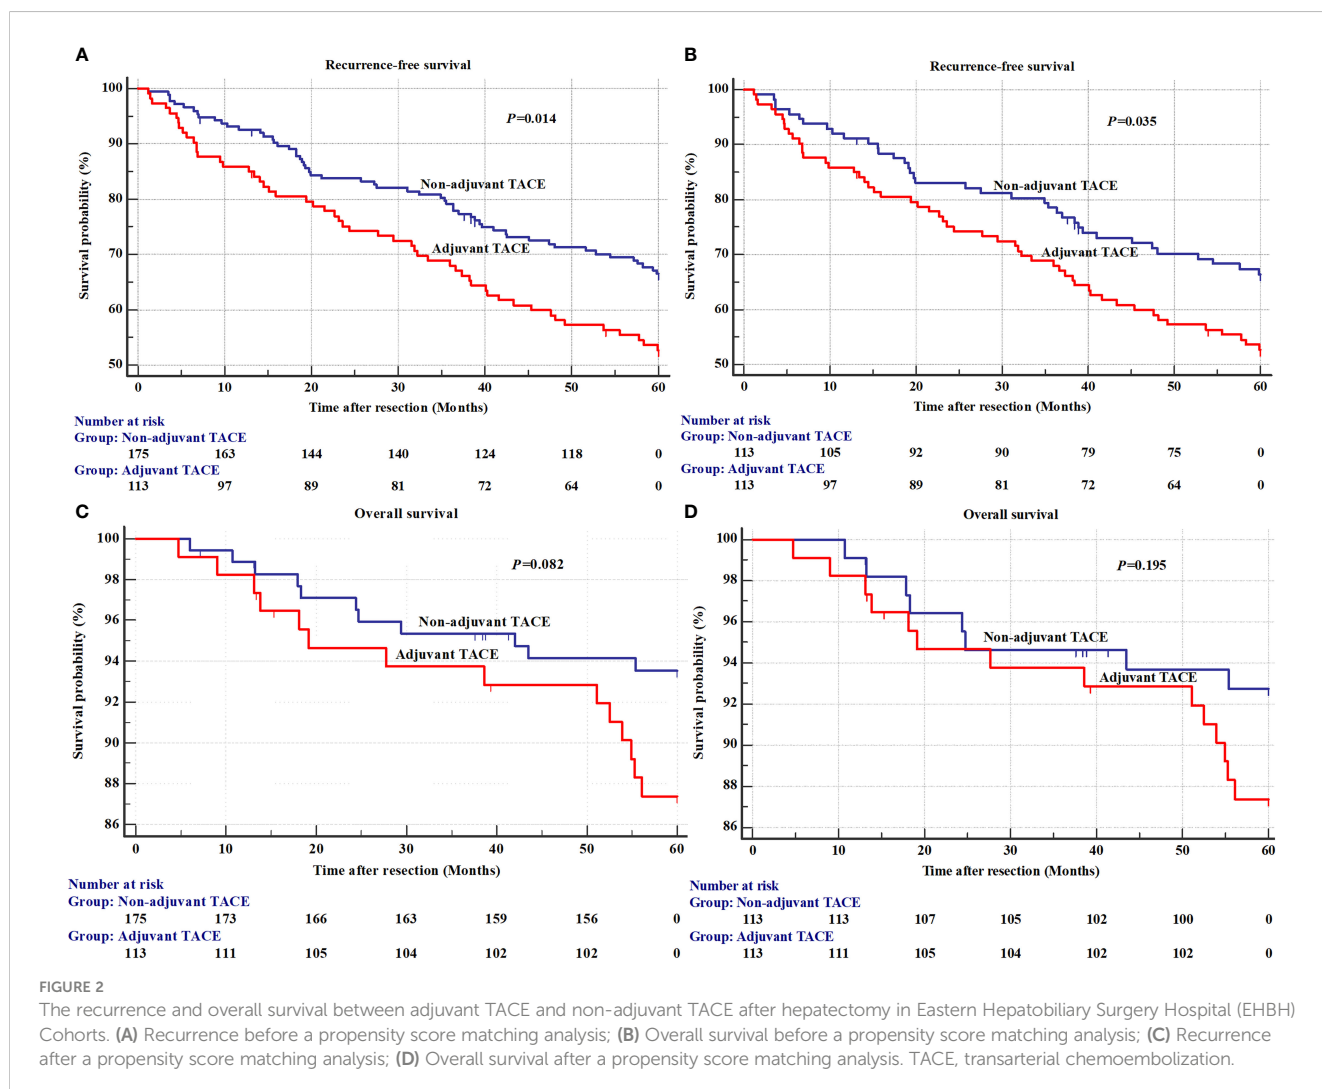 A
Recurrence-free survival
100
90
80
70
60
50
Survival probability (%)
P=0.014
Non-adjuvant TACE
Adjuvant TACE
0 10 20 30 40 50 60
Time after resection (Months)
Number at risk
Group: Non-adjuvant TACE
175 163 144 140 124 118 0
Group: Adjuvant TACE
113 97 89 81 72 64 0
B
Recurrence-free survival
100
90
80
70
60
50
Survival probability (%)
P=0.035
Non-adjuvant TACE
Adjuvant TACE
0 10 20 30 40 50 60
Time after resection (Months)
Number at risk
Group: Non-adjuvant TACE
113 105 92 90 79 75 0
Group: Adjuvant TACE
113 97 89 81 72 64 0
C
Overall survival
100
98
96
94
92
90
88
86
Survival probability (%)
P=0.082
Non-adjuvant TACE
Adjuvant TACE
0 10 20 30 40 50 60
Time after resection (Months)
Number at risk
Group: Non-adjuvant TACE
175 173 166 163 159 156 0
Group: Adjuvant TACE
113 111 105 104 102 102 0
D
Overall survival
100
98
96
94
92
90
88
86
Survival probability (%)
P=0.195
Non-adjuvant TACE
Adjuvant TACE
0 10 20 30 40 50 60
Time after resection (Months)
Number at risk
Group: Non-adjuvant TACE
113 113 107 105 102 100 0
Group: Adjuvant TACE
113 111 105 104 102 102 0
FIGURE 2
The recurrence and overall survival between adjuvant TACE and non-adjuvant TACE after hepatectomy in Eastern Hepatobiliary Surgery Hospital (EHBH)
Cohorts. (A) Recurrence before a propensity score matching analysis; (B) Overall survival before a propensity score matching analysis; (C) Recurrence
after a propensity score matching analysis; (D) Overall survival after a propensity score matching analysis. TACE, transarterial chemoembolization.